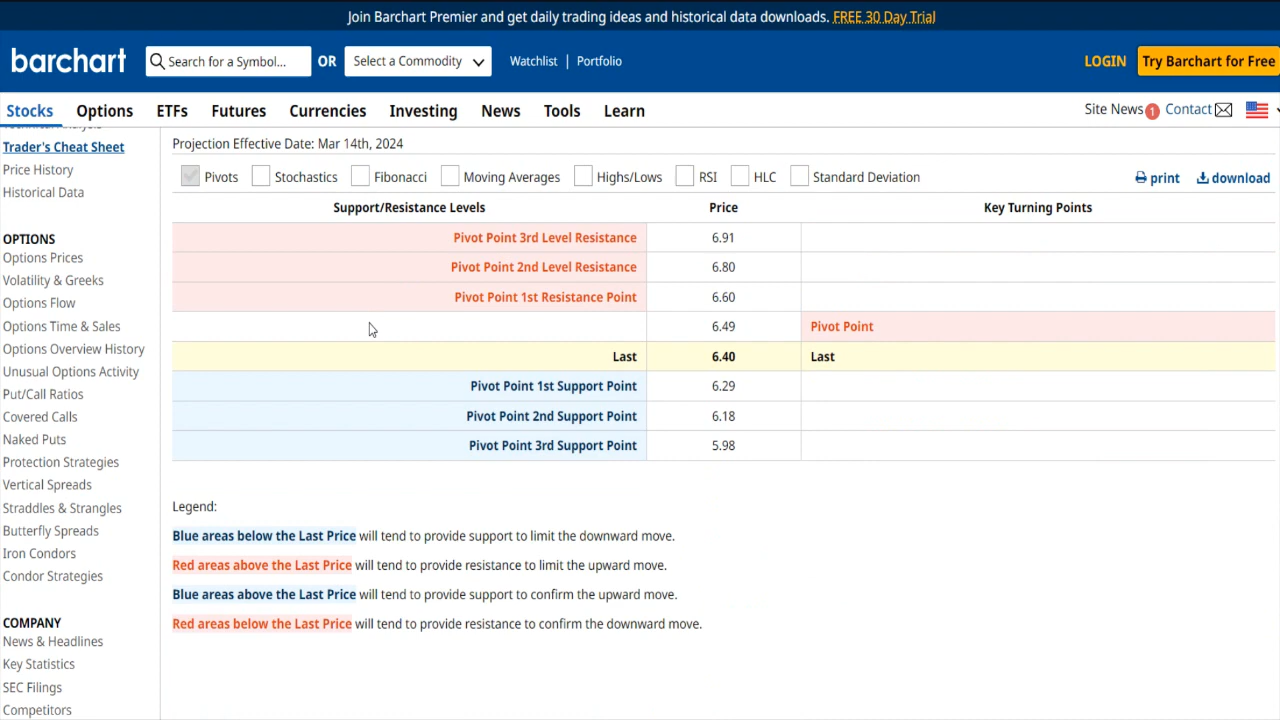 Join Barchart Premier and get daily trading ideas and historical data downloads. FREE 30 Day Trial
barchart Search for a Symbol... OR Select a Commodity Watchlist | Portfolio LOGIN Try Barchart for Free
Stocks Options ETFs Futures Currencies Investing News Tools Learn Site News 1 Contact
Technical Analysis
Trader's Cheat Sheet
Price History
Historical Data
OPTIONS
Options Prices
Volatility & Greeks
Options Flow
Options Time & Sales
Options Overview History
Unusual Options Activity
Put/Call Ratios
Covered Calls
Naked Puts
Protection Strategies
Vertical Spreads
Straddles & Strangles
Butterfly Spreads
Iron Condors
Condor Strategies
COMPANY
News & Headlines
Key Statistics
SEC Filings
Competitors
Projection Effective Date: Mar 14th, 2024
Pivots Stochastics Fibonacci Moving Averages Highs/Lows RSI HLC Standard Deviation print download
Support/Resistance Levels Price Key Turning Points
Pivot Point 3rd Level Resistance 6.91
Pivot Point 2nd Level Resistance 6.80
Pivot Point 1st Resistance Point 6.60
6.49 Pivot Point
Last 6.40 Last
Pivot Point 1st Support Point 6.29
Pivot Point 2nd Support Point 6.18
Pivot Point 3rd Support Point 5.98
Legend:
Blue areas below the Last Price will tend to provide support to limit the downward move.
Red areas above the Last Price will tend to provide resistance to limit the upward move.
Blue areas above the Last Price will tend to provide support to confirm the upward move.
Red areas below the Last Price will tend to provide resistance to confirm the downward move.